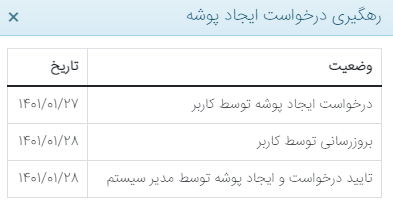 رهگیری درخواست ایجاد پوشه ×
وضعیت تاریخ
درخواست ایجاد پوشه توسط کاربر ۱۴۰۱/۰۱/۲۷
بروزرسانی توسط کاربر ۱۴۰۱/۰۱/۲۸
تایید درخواست و ایجاد پوشه توسط مدیر سیستم ۱۴۰۱/۰۱/۲۸